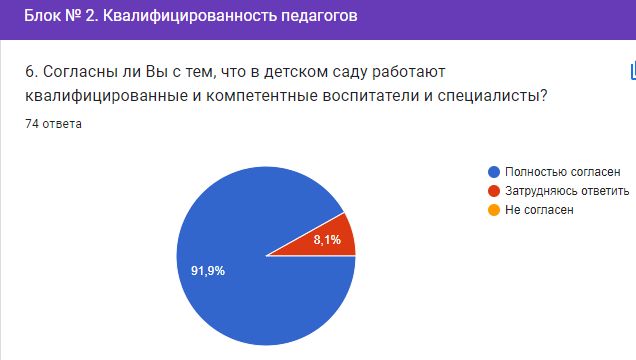 Блок № 2. Квалифицированность педагогов
6. Согласны ли Вы с тем, что в детском саду работают
квалифицированные и компетентные воспитатели и специалисты?
74 ответа
Полностью согласен
Затрудняюсь ответить
Не согласен
8,1%
91,9%